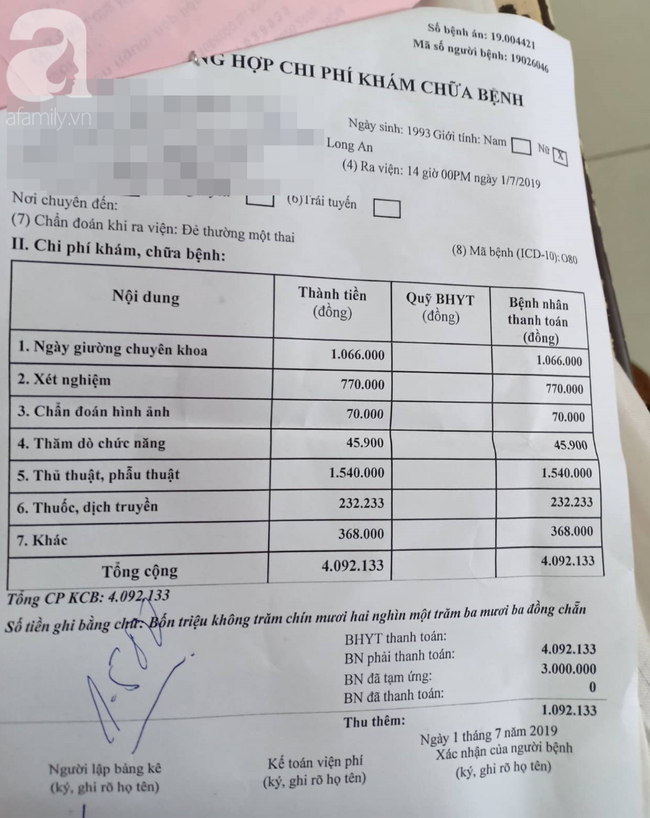 a
afamily.vn
Số bệnh án: 19.004421
Mã số người bệnh: 19026046
NG HỢP CHI PHÍ KHÁM CHỮA BỆNH
Ngày sinh: 1993 Giới tính: Nam Nữ X
Long An
(4) Ra viện: 14 giờ 00PM ngày 1/7/2019
Nơi chuyển đến: (6)Trái tuyến
(7) Chẩn đoán khi ra viện: Đẻ thường một thai
(8) Mã bệnh (ICD-10): O80
II. Chi phí khám, chữa bệnh:
Nội dung Thành tiền (đồng) Quỹ BHYT (đồng) Bệnh nhân thanh toán (đồng)
1. Ngày giường chuyên khoa 1.066.000 1.066.000
2. Xét nghiệm 770.000 770.000
3. Chẩn đoán hình ảnh 70.000 70.000
4. Thăm dò chức năng 45.900 45.900
5. Thủ thuật, phẫu thuật 1.540.000 1.540.000
6. Thuốc, dịch truyền 232.233 232.233
7. Khác 368.000 368.000
Tổng cộng 4.092.133 4.092.133
Tổng CP KCB: 4.092.133
Số tiền ghi bằng chữ: Bốn triệu không trăm chín mươi hai nghìn một trăm ba mươi ba đồng chẵn
BHYT thanh toán:
BN phải thanh toán: 4.092.133
BN đã tạm ứng: 3.000.000
BN đã thanh toán: 0
Thu thêm: 1.092.133
Ngày 1 tháng 7 năm 2019
Người lập bảng kê Kế toán viện phí Xác nhận của người bệnh
(ký, ghi rõ họ tên) (ký, ghi rõ họ tên) (ký, ghi rõ họ tên)